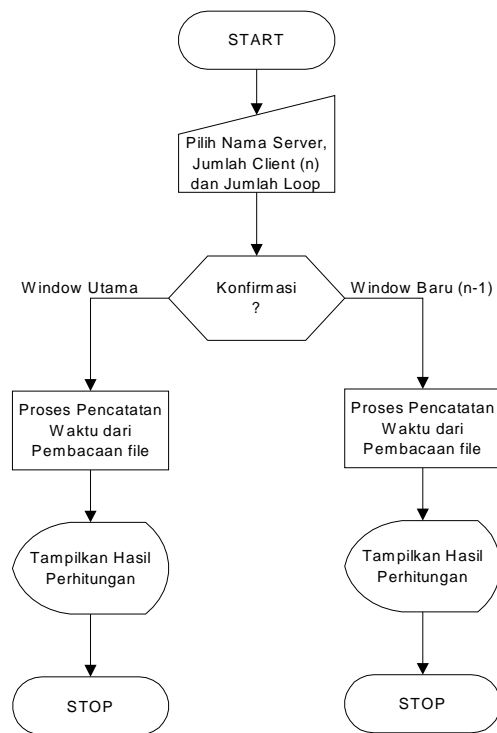 START
Pilih Nama Server,
Jumlah Client (n)
dan Jumlah Loop
Konfirmasi
?
Window Utama
Window Baru (n-1)
Proses Pencatatan
Waktu dari
Pembacaan file
Proses Pencatatan
Waktu dari
Pembacaan file
Tampilkan Hasil
Perhitungan
Tampilkan Hasil
Perhitungan
STOP
STOP